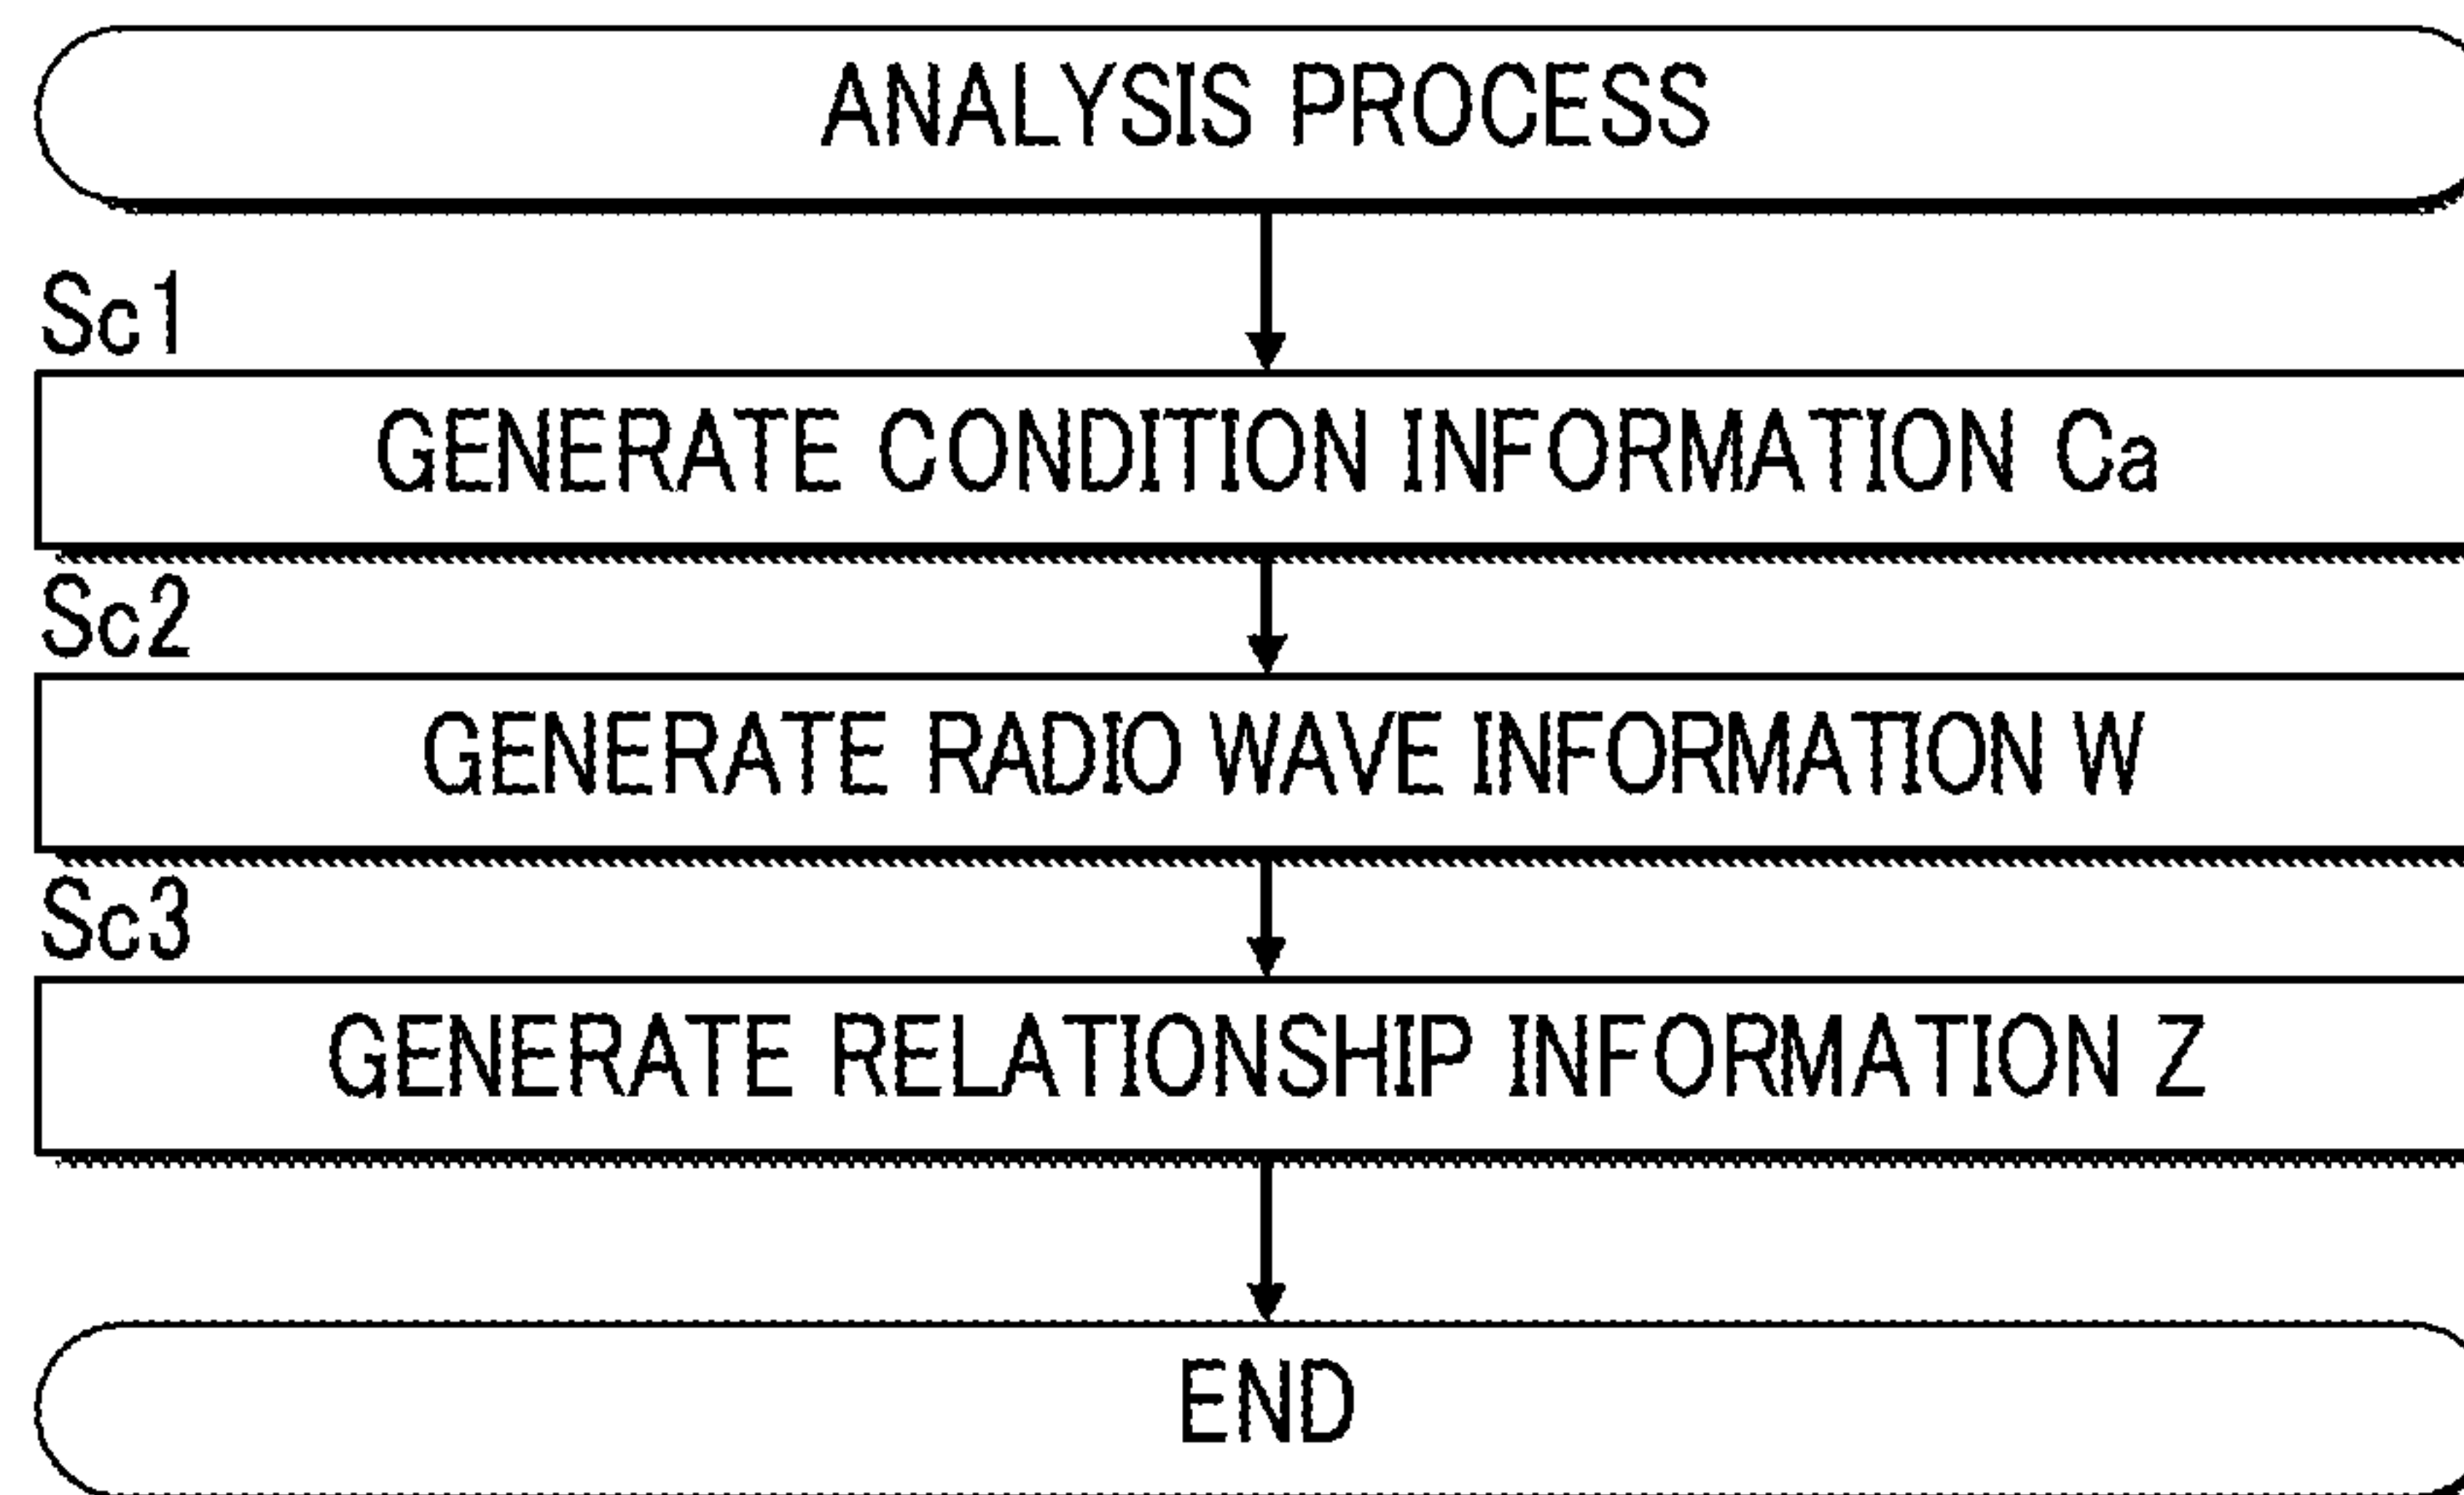 ANALYSIS PROCESS
Sc1
GENERATE CONDITION INFORMATION Ca
Sc2
GENERATE RADIO WAVE INFORMATION W
Sc3
GENERATE RELATIONSHIP INFORMATION Z
END